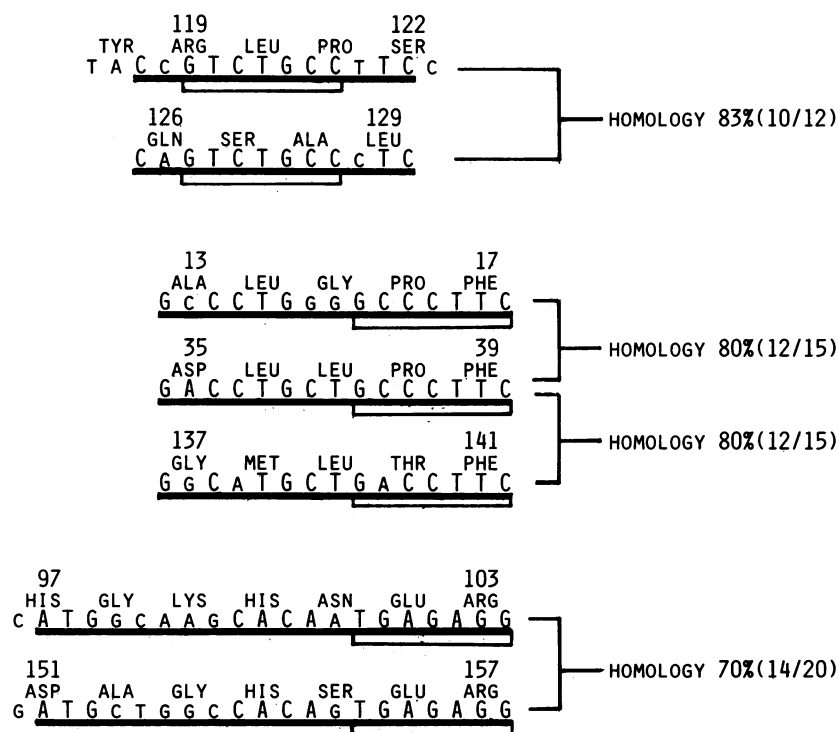 119 122
TYR ARG LEU PRO SER
T A C c G T C T G C C T T C c
HOMOLOGY 83%(10/12)
126 129
GLN SER ALA LEU
C A G T C T G C C c T C
13 17
ALA LEU GLY PRO PHE
G c C C T G g g G C C C T T C
HOMOLOGY 80%(12/15)
35 39
ASP LEU LEU PRO PHE
G A C C T G C T G C C C T T C
HOMOLOGY 80%(12/15)
137 141
GLY MET LEU THR PHE
G G C A T G C T G A C C T T C
97 103
HIS GLY LYS HIS ASN GLU ARG
c A T G G c A A G C A C A A T G A G A G G
HOMOLOGY 70%(14/20)
151 157
ASP ALA GLY HIS SER GLU ARG
G A T G C T G G C C A C A G T G A G A G G